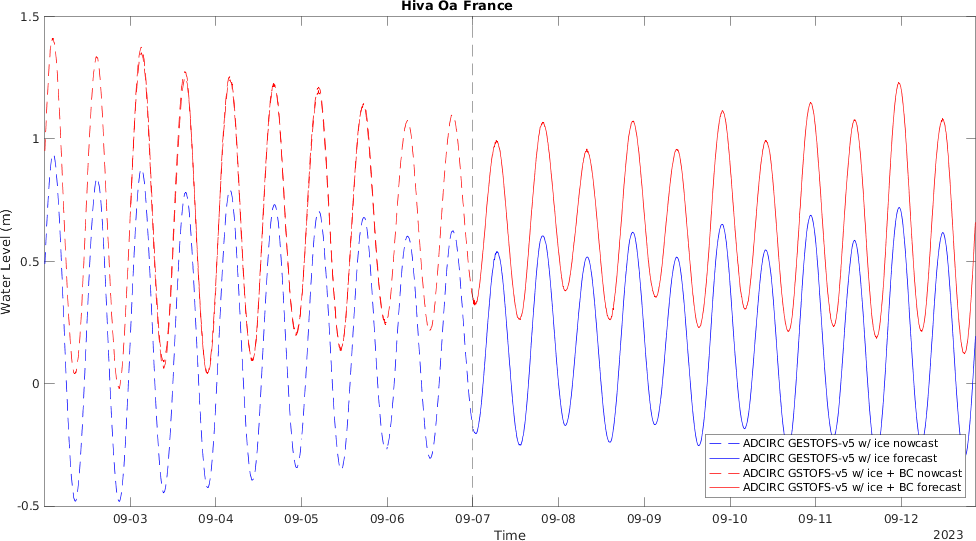 Hiva Oa France
1.5
1
0.5
0
-0.5
Water Level (m)
09-03 09-04 09-05 09-06 09-07 09-08 09-09 09-10 09-11 09-12
Time
2023
ADCIRC GESTOFS-v5 w/ ice nowcast
ADCIRC GESTOFS-v5 w/ ice forecast
ADCIRC GSTOFS-v5 w/ ice + BC nowcast
ADCIRC GSTOFS-v5 w/ ice + BC forecast